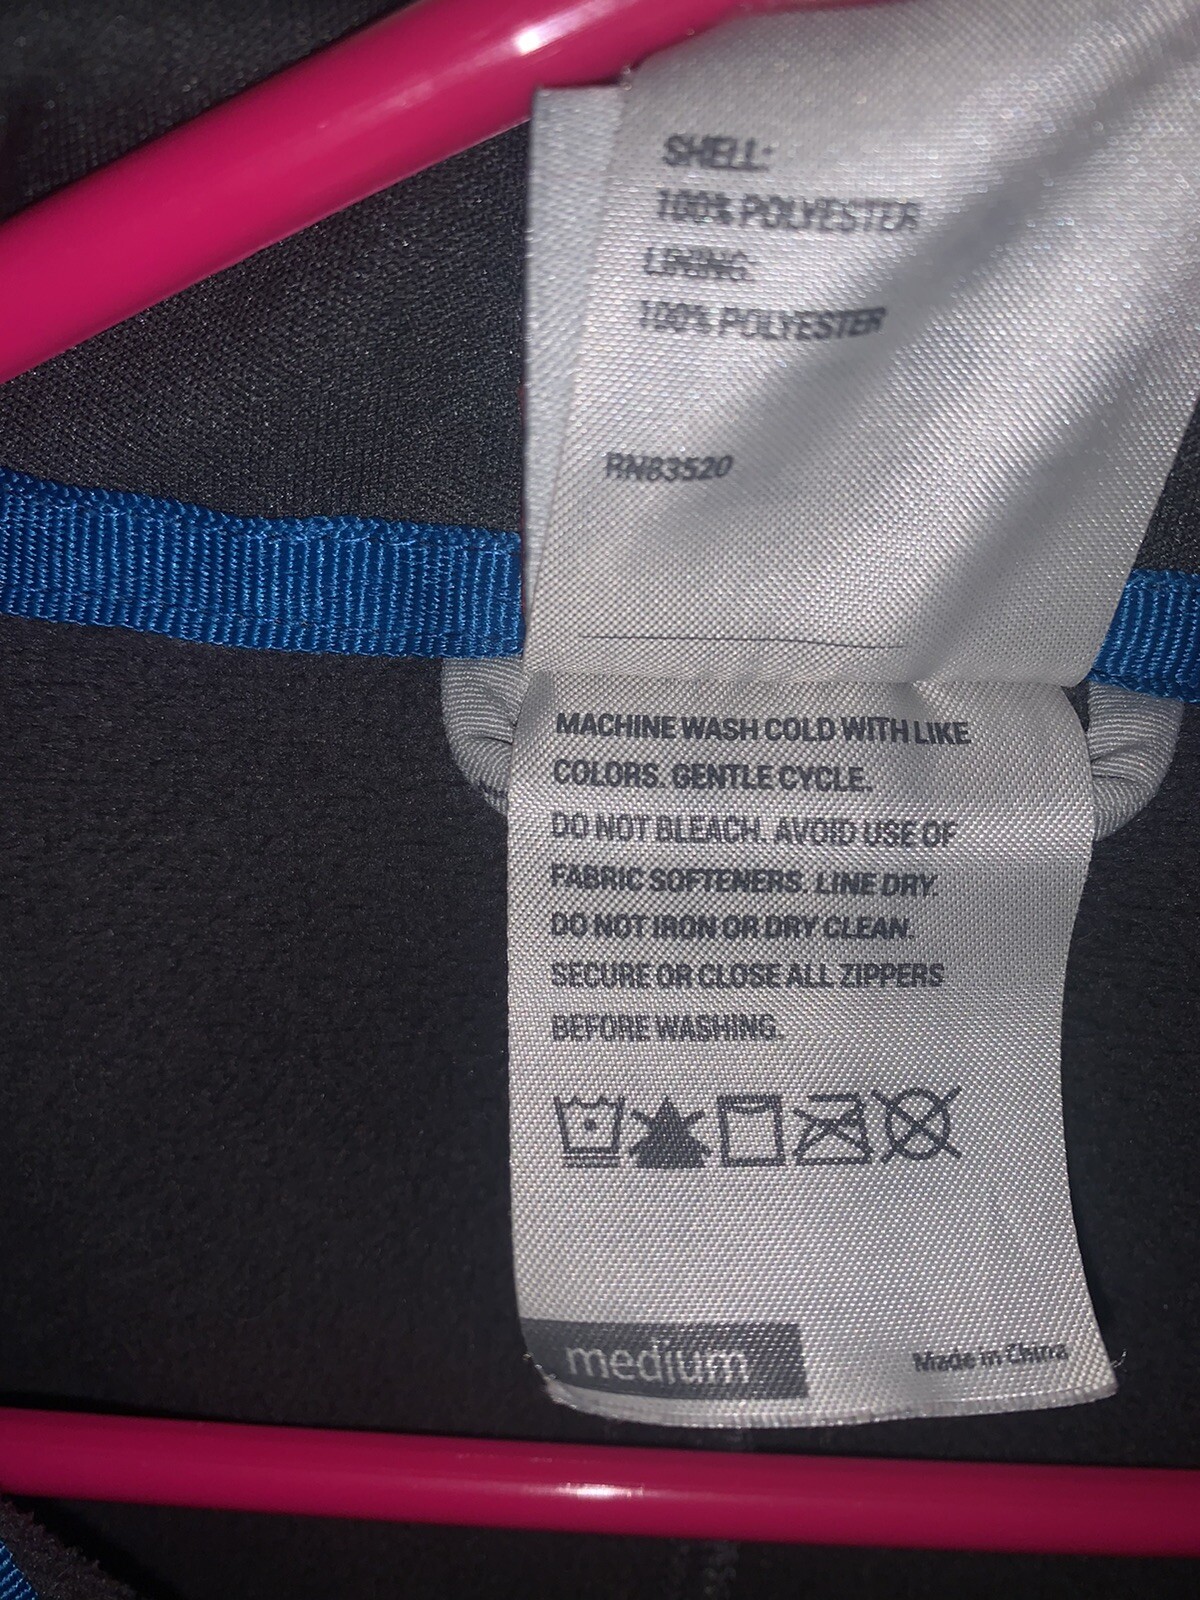 SHELL:
100% POLYESTER
LINING:
100% POLYESTER
RN83520
MACHINE WASH COLD WITH LIKE
COLORS. GENTLE CYCLE.
DO NOT BLEACH. AVOID USE OF
FABRIC SOFTENERS. LINE DRY.
DO NOT IRON OR DRY CLEAN.
SECURE OR CLOSE ALL ZIPPERS
BEFORE WASHING.
medium
Made in China